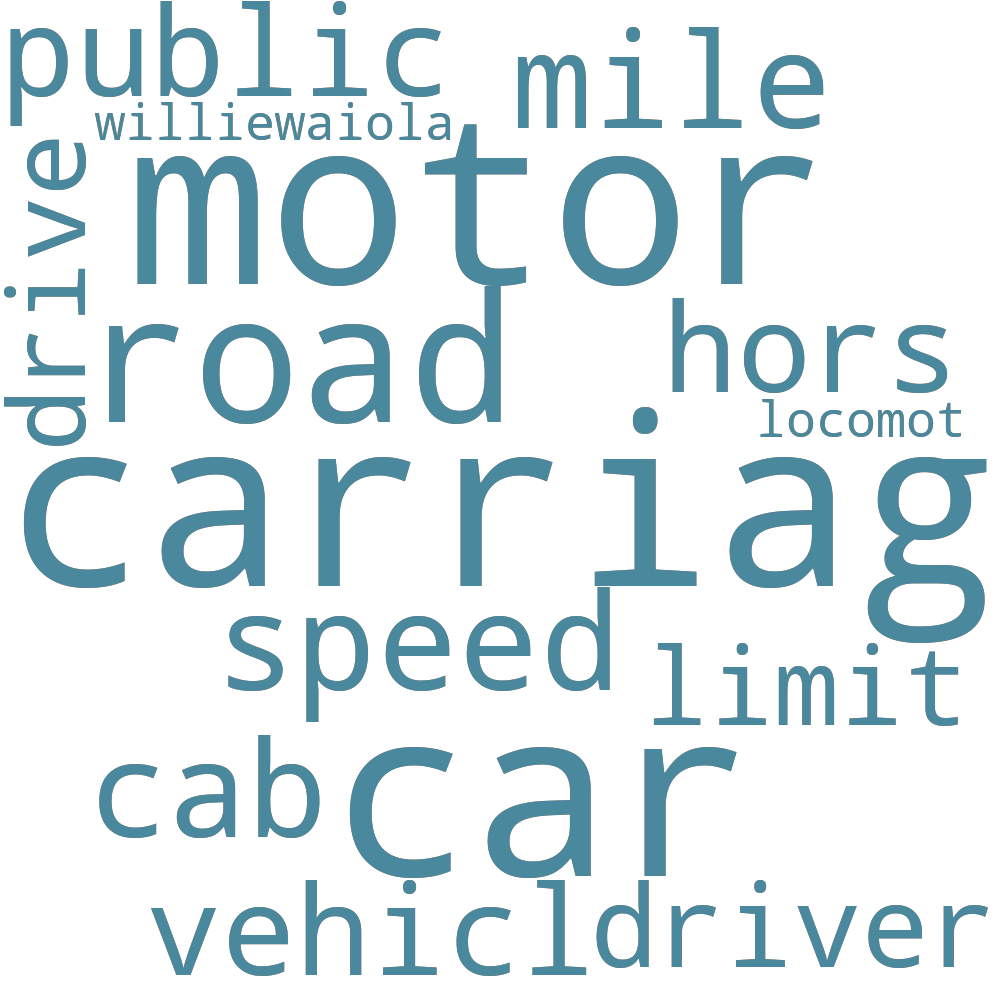 public
mile
williewaiola
drive
motor
road
hors
locomot
carriag
speed
limit
cab
car
vehicl
driver